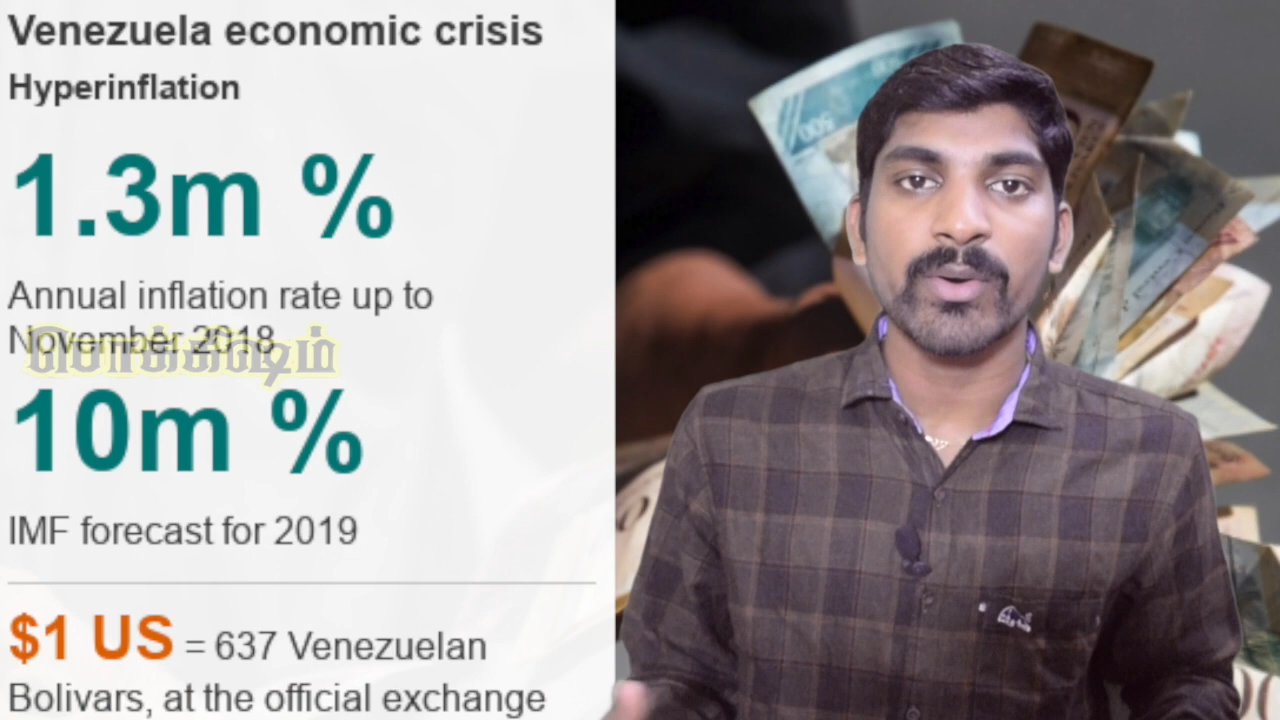 Venezuela economic crisis
Hyperinflation
1.3m %
Annual inflation rate up to
November 2018
10m %
IMF forecast for 2019
$1 US = 637 Venezuelan
Bolivars, at the official exchange
500